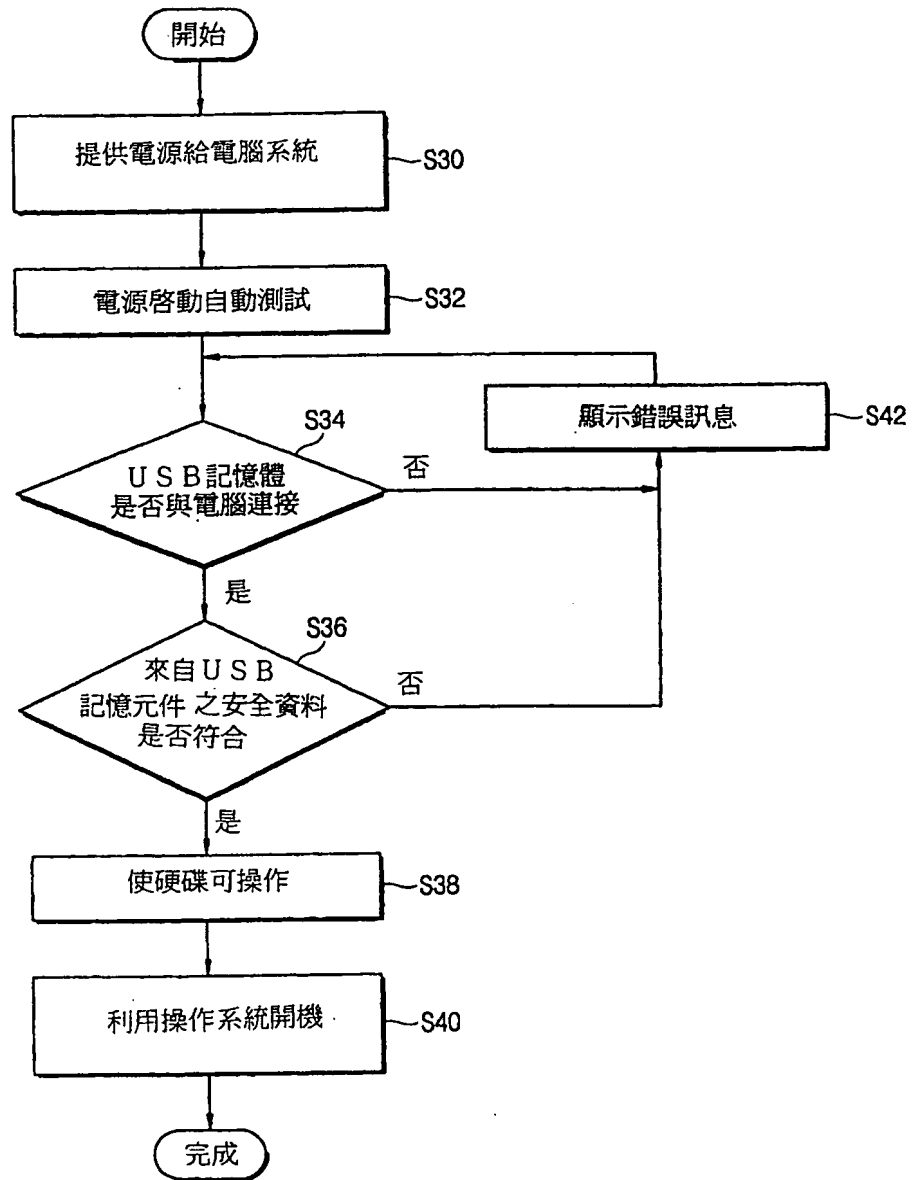 開始
提供電源給電腦系統
S30
電源啓動自動測試
S32
顯示錯誤訊息
S42
S34
USB記憶體
是否與電腦連接
否
是
S36
來自USB
記憶元件之安全資料
是否符合
否
是
使硬碟可操作
S38
利用操作系統開機
S40
完成